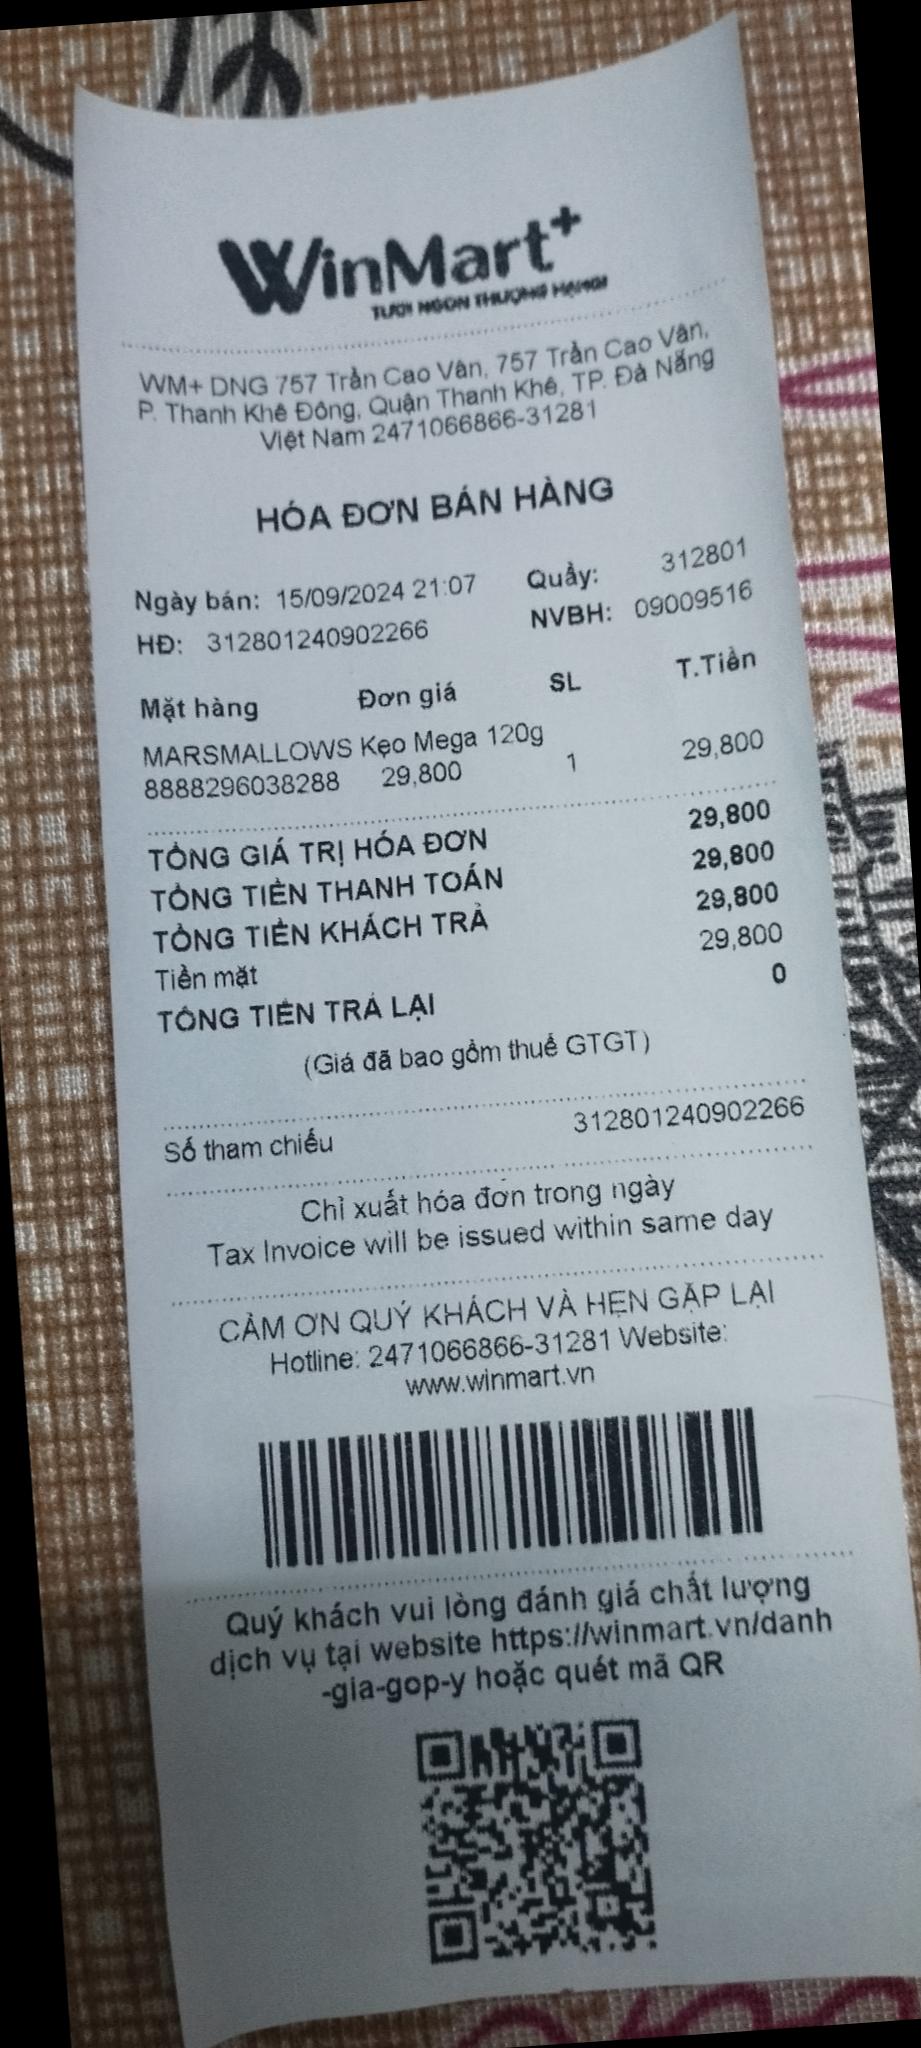 WinMart+
TƯƠI NGON THƯỢNG HẠNG!
WM+ DNG 757 Trần Cao Vân, 757 Trần Cao Vân,
P. Thanh Khê Đông, Quận Thanh Khê, TP. Đà Nẵng
Việt Nam 2471066866-31281
HÓA ĐƠN BÁN HÀNG
Ngày bán: 15/09/2024 21:07 Quầy: 312801
HĐ: 312801240902266 NVBH: 09009516
Mặt hàng Đơn giá SL T.Tiền
MARSMALLOWS Kẹo Mega 120g
8888296038288 29,800 1 29,800
TỔNG GIÁ TRỊ HÓA ĐƠN 29,800
TỔNG TIỀN THANH TOÁN 29,800
TỔNG TIỀN KHÁCH TRẢ 29,800
Tiền mặt 29,800
TỔNG TIỀN TRẢ LẠI 0
(Giá đã bao gồm thuế GTGT)
Số tham chiếu 312801240902266
Chỉ xuất hóa đơn trong ngày
Tax Invoice will be issued within same day
CẢM ƠN QUÝ KHÁCH VÀ HẸN GẶP LẠI
Hotline: 2471066866-31281 Website:
www.winmart.vn
Quý khách vui lòng đánh giá chất lượng
dịch vụ tại website https://winmart.vn/danh
-gia-gop-y hoặc quét mã QR